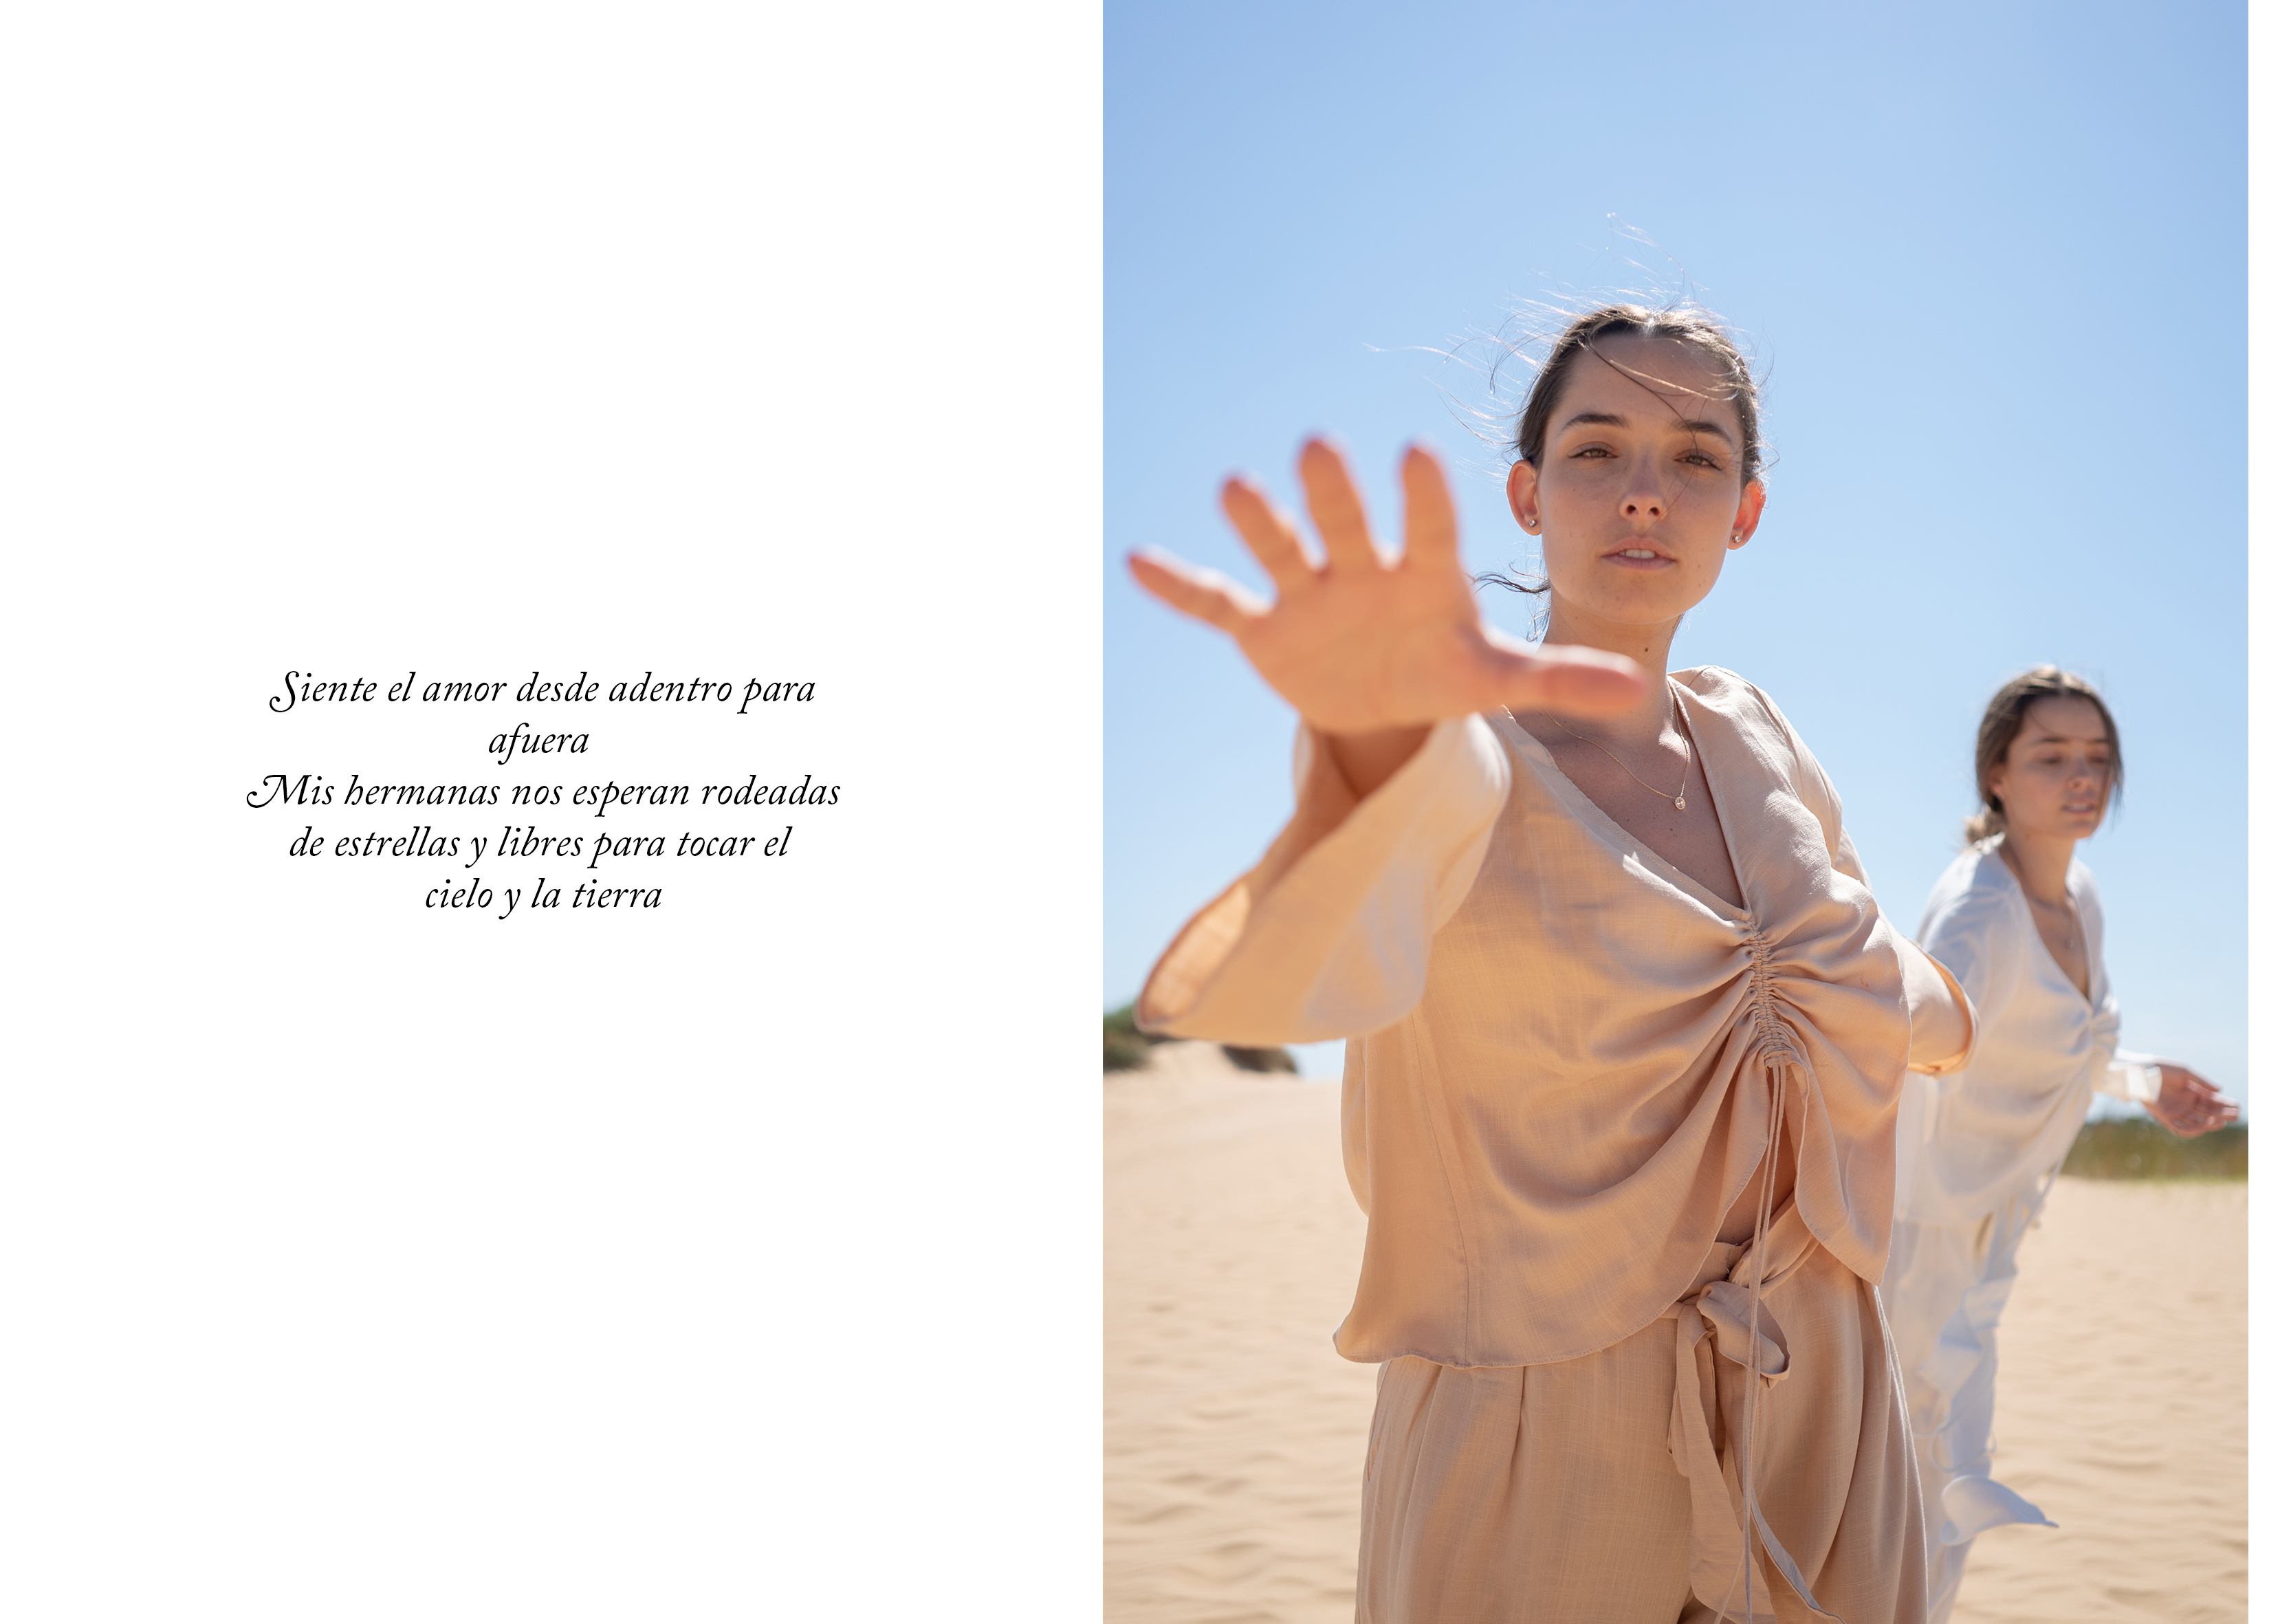 Siente el amor desde adentro para
afuera
Mis hermanas nos esperan rodeadas
de estrellas y libres para tocar el
cielo y la tierra